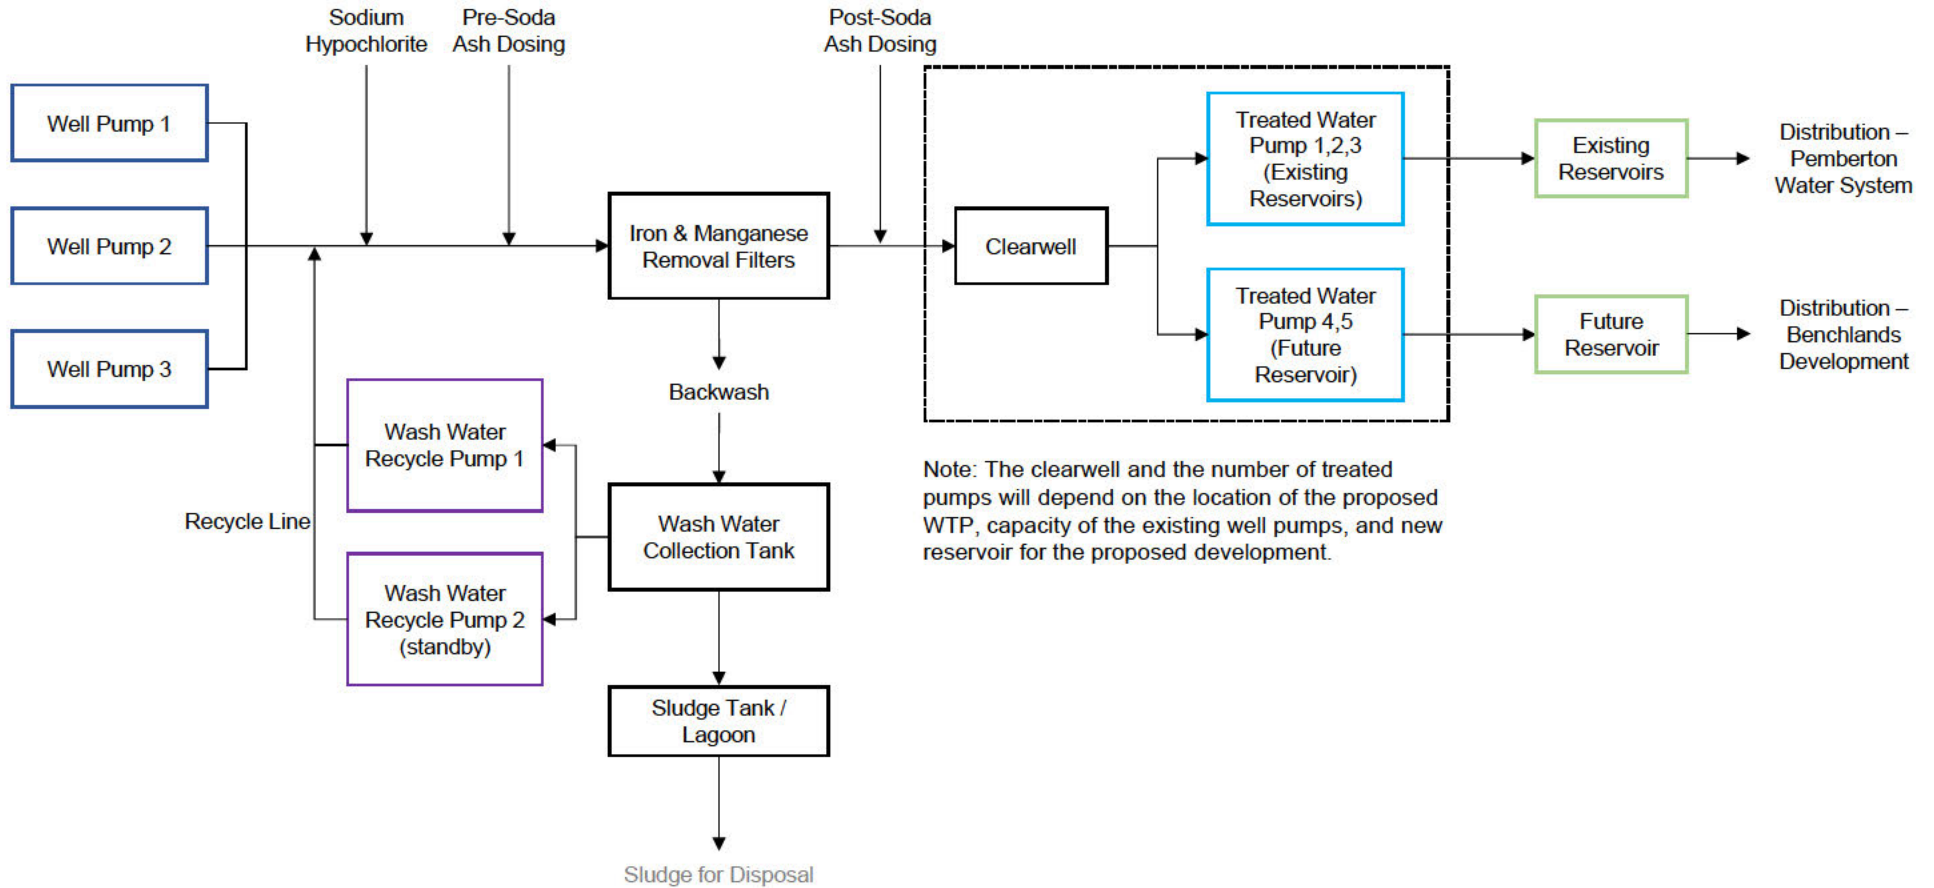 Sodium
Hypochlorite
Pre-Soda
Ash Dosing
Post-Soda
Ash Dosing
Well Pump 1
Well Pump 2
Well Pump 3
Iron & Manganese
Removal Filters
Clearwell
Treated Water
Pump 1,2,3
(Existing
Reservoirs)
Existing
Reservoirs
Distribution –
Pemberton
Water System
Treated Water
Pump 4,5
(Future
Reservoir)
Future
Reservoir
Distribution –
Benchlands
Development
Backwash
Wash Water
Recycle Pump 1
Recycle Line
Wash Water
Collection Tank
Wash Water
Recycle Pump 2
(standby)
Note: The clearwell and the number of treated
pumps will depend on the location of the proposed
WTP, capacity of the existing well pumps, and new
reservoir for the proposed development.
Sludge Tank /
Lagoon
Sludge for Disposal